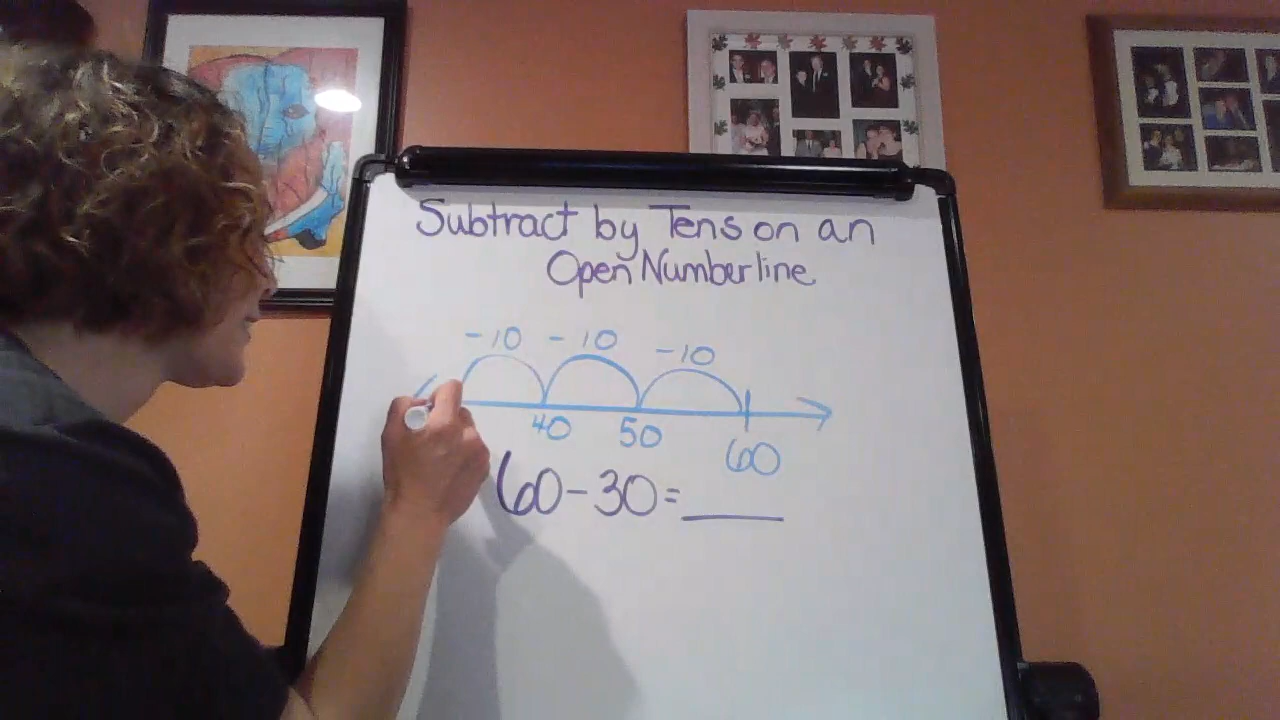 Subtract by Tens on an
Open Numberline
-10 -10 -10
40 50 60
60-30=